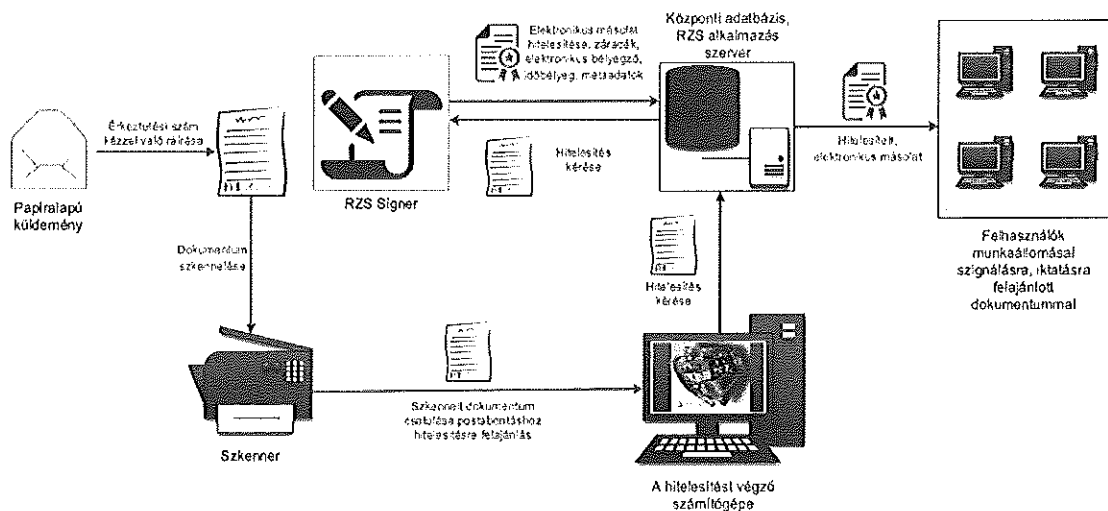 Elektronikus másolat
hitelesítése, záradék,
elektronikus bélyegző,
időbélyeg, metaadatok
Központi adatbázis,
RZS alkalmazás
szerver
Érkeztetési szám
kézzel való ráírása
Hitelesítés
kérése
Hitelesített,
elektronikus másolat
RZS Signer
Papíralapú
küldemény
Dokumentum
szkennelése
Hitelesítés
kérése
Felhasználók
munkaállomásai
szignálásra, iktatásra
felajánlott
dokumentummal
Szkennelt dokumentum
csatolása postabontáshoz
hitelesítésre felajánlás
Szkenner
A hitelesítést végző
számítógépe